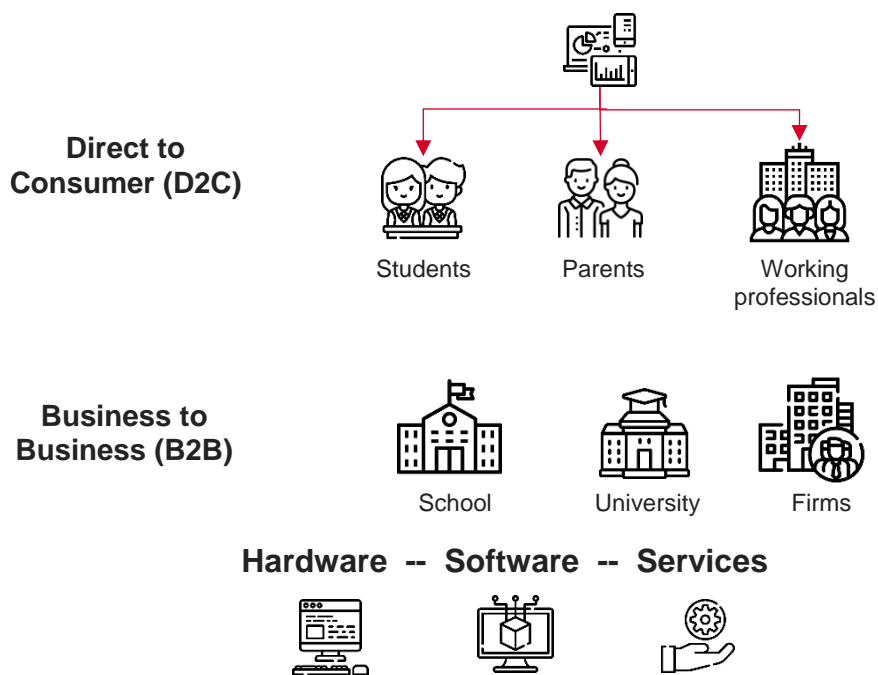 Direct to
Consumer (D2C)
Students
Parents
Working
professionals
Business to
Business (B2B)
School
University
Firms
Hardware -- Software -- Services